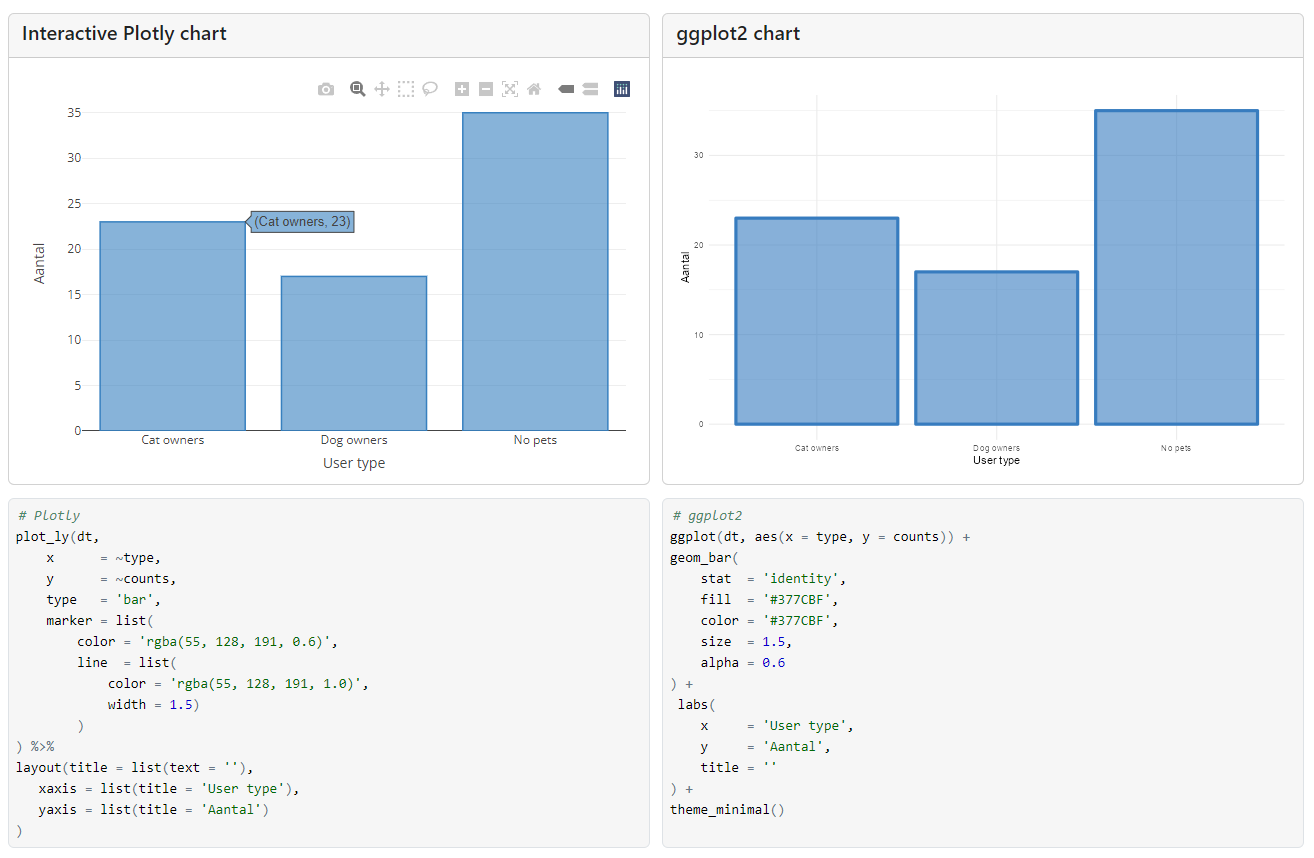 Interactive Plotly chart
35
30
25
20
15
10
5
0
Aantal
(Cat owners, 23)
Cat owners Dog owners No pets
User type
ggplot2 chart
30
20
10
0
Aantal
Cat owners Dog owners No pets
User type
# Plotly
plot_ly(dt,
    x      = ~type,
    y      = ~counts,
    type   = 'bar',
    marker = list(
        color = 'rgba(55, 128, 191, 0.6)',
        line  = list(
            color = 'rgba(55, 128, 191, 1.0)',
            width = 1.5)
        )
) %>%
layout(title = list(text = ''),
   xaxis = list(title = 'User type'),
   yaxis = list(title = 'Aantal')
)
# ggplot2
ggplot(dt, aes(x = type, y = counts)) +
geom_bar(
    stat  = 'identity',
    fill  = '#377CBF',
    color = '#377CBF',
    size  = 1.5,
    alpha = 0.6
) +
 labs(
    x     = 'User type',
    y     = 'Aantal',
    title = ''
) +
theme_minimal()